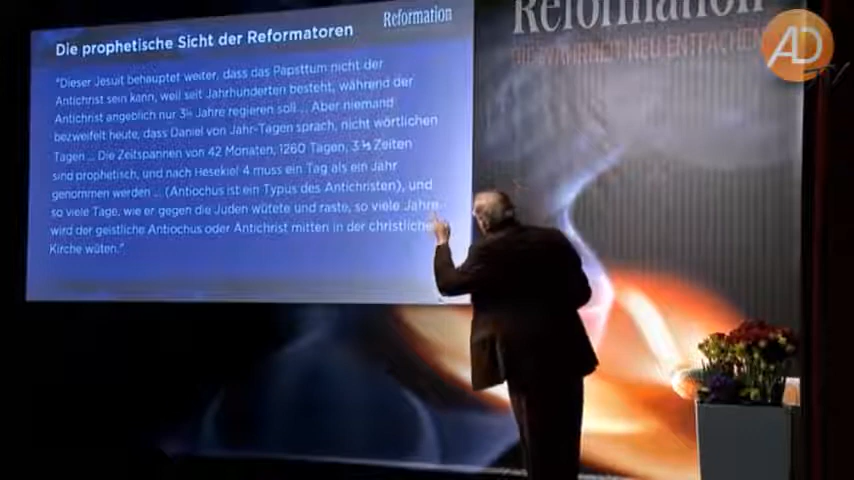 Reformation
Die prophetische Sicht der Reformatoren
"Dieser Jesuit behauptet weiter, dass das Papsttum nicht der
Antichrist sein kann, weil seit Jahrhunderten besteht, während der
Antichrist angeblich nur 3½ Jahre regieren soll ... Aber niemand
bezweifelt heute, dass Daniel von Jahr-Tagen sprach, nicht wörtlichen
Tagen ... Die Zeitspannen von 42 Monaten, 1260 Tagen, 3 ½ Zeiten
sind prophetisch, und nach Hesekiel 4 muss ein Tag als ein Jahr
genommen werden ... (Antiochus ist ein Typus des Antichristen), und
so viele Tage, wie er gegen die Juden wütete und raste, so viele Jahre
wird der geistliche Antiochus oder Antichrist mitten in der christliche
Kirche wüten."
Reformation
DIE WAHRHEIT NEU ENTFACHEN
AD
TV